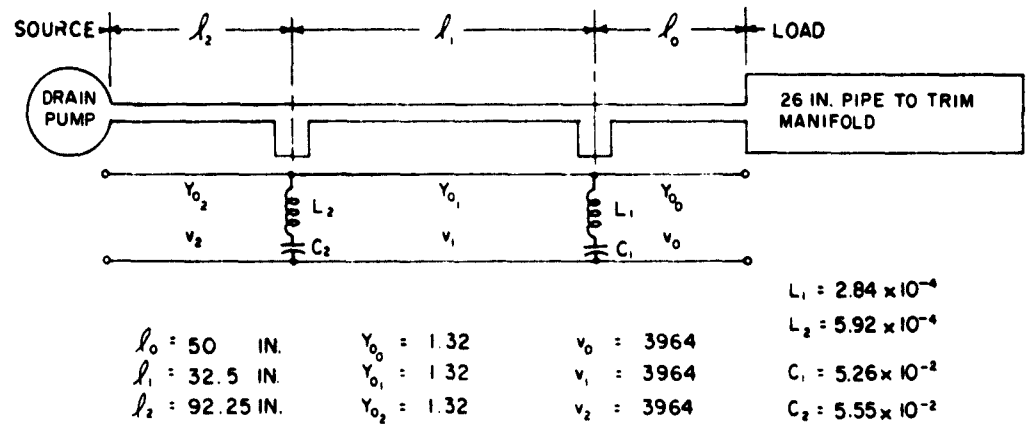 SOURCE ℓ₂ ℓ₁ ℓ₀ LOAD
DRAIN PUMP
26 IN. PIPE TO TRIM MANIFOLD
Y₀₂ L₂ Y₀₁ L₁ Y₀₀
v₂ C₂ v₁ C₁ v₀
L₁ = 2.84 x 10⁻⁴
L₂ = 5.92 x 10⁻⁴
ℓ₀ = 50 IN. Y₀₀ = 1.32 v₀ = 3964
ℓ₁ = 32.5 IN. Y₀₁ = 1.32 v₁ = 3964 C₁ = 5.26 x 10⁻²
ℓ₂ = 92.25 IN. Y₀₂ = 1.32 v₂ = 3964 C₂ = 5.55 x 10⁻²